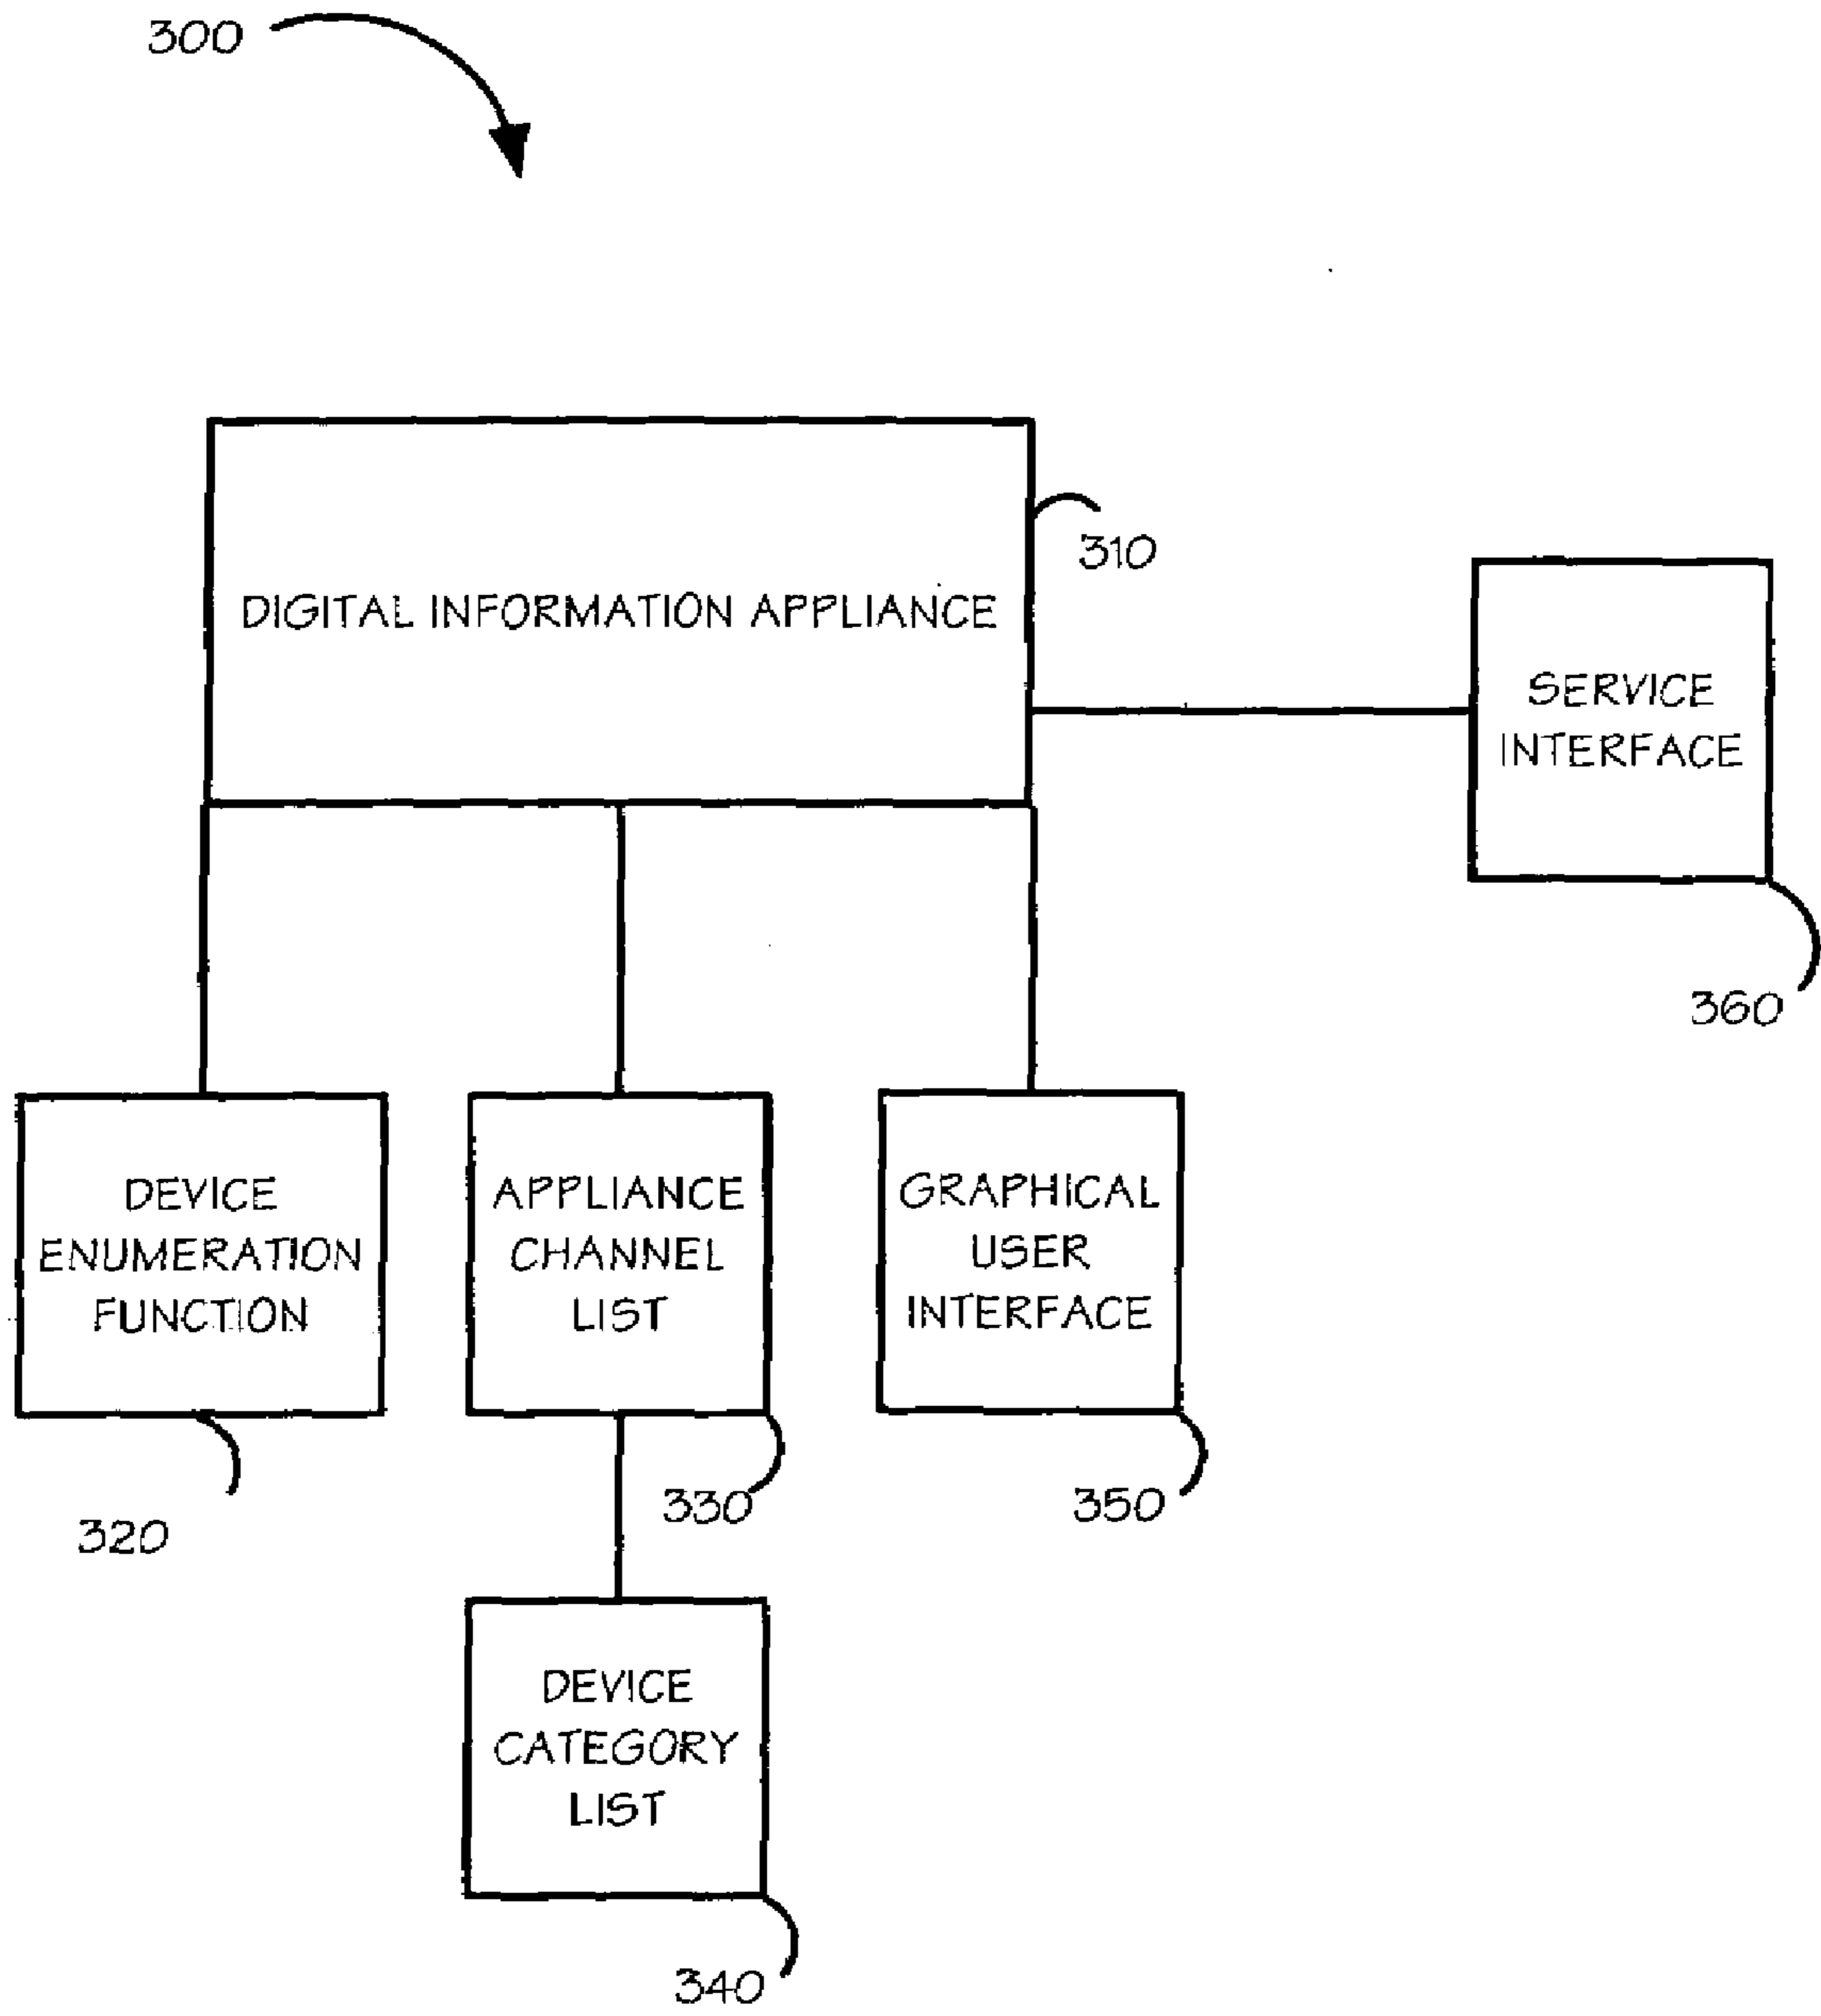 300
310
DIGITAL INFORMATION APPLIANCE
SERVICE
INTERFACE
360
DEVICE
ENUMERATION
FUNCTION
320
APPLIANCE
CHANNEL
LIST
330
GRAPHICAL
USER
INTERFACE
350
DEVICE
CATEGORY
LIST
340